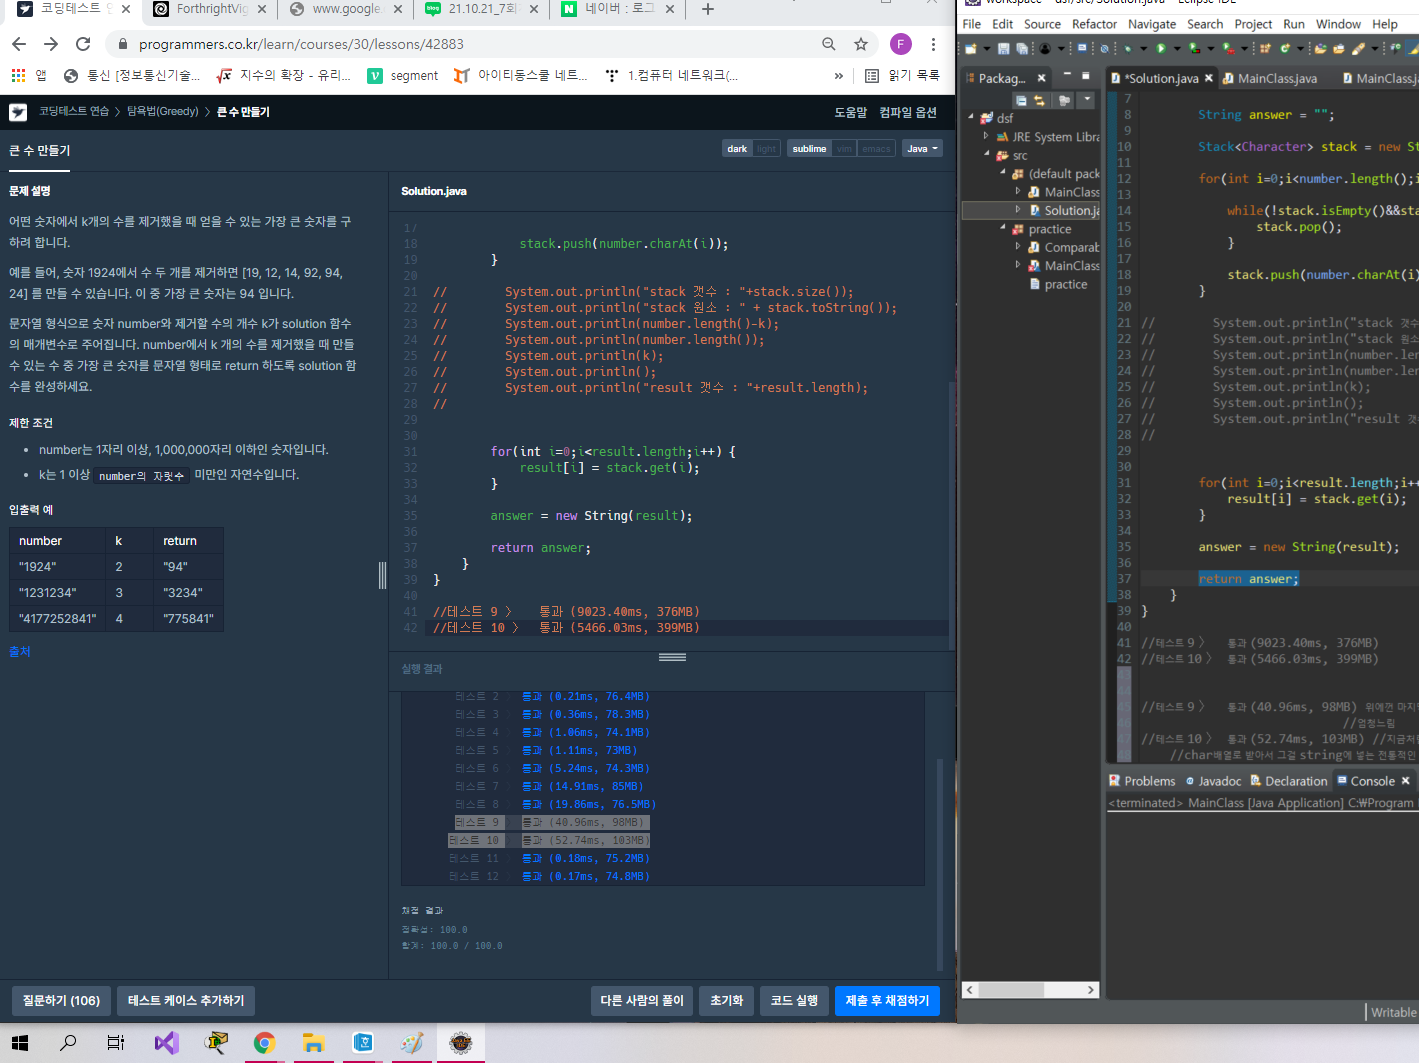 코딩테스트 연
ForthrightVig
www.google.
21.10.21_7회
네이버 : 로그
programmers.co.kr/learn/courses/30/lessons/42883
F
앱
통신 [정보통신기술...
지수의 확장 - 유리...
segment
아이티동스쿨 네트...
1.컴퓨터 네트워크(...
»
읽기 목록
코딩테스트 연습 〉 탐욕법(Greedy) 〉 큰 수 만들기
도움말 컴파일 옵션
큰 수 만들기
dark light
sublime vim emacs
Java
문제 설명
어떤 숫자에서 k개의 수를 제거했을 때 얻을 수 있는 가장 큰 숫자를 구
하려 합니다.
예를 들어, 숫자 1924에서 수 두 개를 제거하면 [19, 12, 14, 92, 94,
24] 를 만들 수 있습니다. 이 중 가장 큰 숫자는 94 입니다.
문자열 형식으로 숫자 number와 제거할 수의 개수 k가 solution 함수
의 매개변수로 주어집니다. number에서 k 개의 수를 제거했을 때 만들
수 있는 수 중 가장 큰 숫자를 문자열 형태로 return 하도록 solution 함
수를 완성하세요.
제한 조건
• number는 1자리 이상, 1,000,000자리 이하인 숫자입니다.
• k는 1 이상 number의 자릿수 미만인 자연수입니다.
입출력 예
number k return
"1924" 2 "94"
"1231234" 3 "3234"
"4177252841" 4 "775841"
출처
Solution.java
17
18 stack.push(number.charAt(i));
19 }
20
21 // System.out.println("stack 갯수 : "+stack.size());
22 // System.out.println("stack 원소 : " + stack.toString());
23 // System.out.println(number.length()-k);
24 // System.out.println(number.length());
25 // System.out.println(k);
26 // System.out.println();
27 // System.out.println("result 갯수 : "+result.length);
28 //
29
30
31 for(int i=0;i<result.length;i++) {
32 result[i] = stack.get(i);
33 }
34
35 answer = new String(result);
36
37 return answer;
38 }
39 }
40
41 //테스트 9 〉 통과 (9023.40ms, 376MB)
42 //테스트 10 〉 통과 (5466.03ms, 399MB)
실행 결과
테스트 2 통과 (0.21ms, 76.4MB)
테스트 3 통과 (0.36ms, 78.3MB)
테스트 4 통과 (1.06ms, 74.1MB)
테스트 5 통과 (1.11ms, 73MB)
테스트 6 통과 (5.24ms, 74.3MB)
테스트 7 통과 (14.91ms, 85MB)
테스트 8 통과 (19.86ms, 76.5MB)
테스트 9 통과 (40.96ms, 98MB)
테스트 10 통과 (52.74ms, 103MB)
테스트 11 통과 (0.18ms, 75.2MB)
테스트 12 통과 (0.17ms, 74.8MB)
채점 결과
정확성: 100.0
합계: 100.0 / 100.0
질문하기 (106)
테스트 케이스 추가하기
다른 사람의 풀이
초기화
코드 실행
제출 후 채점하기
workspace - dsf/src/Solution.java - Eclipse IDE
File Edit Source Refactor Navigate Search Project Run Window Help
Packag...
dsf
JRE System Libra
src
(default pack
MainClass
Solution.ja
practice
Comparab
MainClass
practice
*Solution.java
MainClass.java
MainClass.ja
7
8 String answer = "";
9
10 Stack<Character> stack = new St
11
12 for(int i=0;i<number.length();i
13
14 while(!stack.isEmpty()&&sta
15 stack.pop();
16 }
17
18 stack.push(number.charAt(i)
19 }
20
21 // System.out.println("stack 갯수
22 // System.out.println("stack 원소
23 // System.out.println(number.len
24 // System.out.println(number.len
25 // System.out.println(k);
26 // System.out.println();
27 // System.out.println("result 갯수
28 //
29
30
31 for(int i=0;i<result.length;i++
32 result[i] = stack.get(i);
33 }
34
35 answer = new String(result);
36
37 return answer;
38 }
39 }
40
41 //테스트 9 〉 통과 (9023.40ms, 376MB)
42 //테스트 10 〉 통과 (5466.03ms, 399MB)
//테스트 9 〉 통과 (40.96ms, 98MB) 위에껀 마지막
//엄청느림
//테스트 10 〉 통과 (52.74ms, 103MB) //지금처럼
//char배열로 받아서 그걸 string에 넣는 전통적인
Problems
Javadoc
Declaration
Console
<terminated> MainClass [Java Application] C:₩Program
Writable